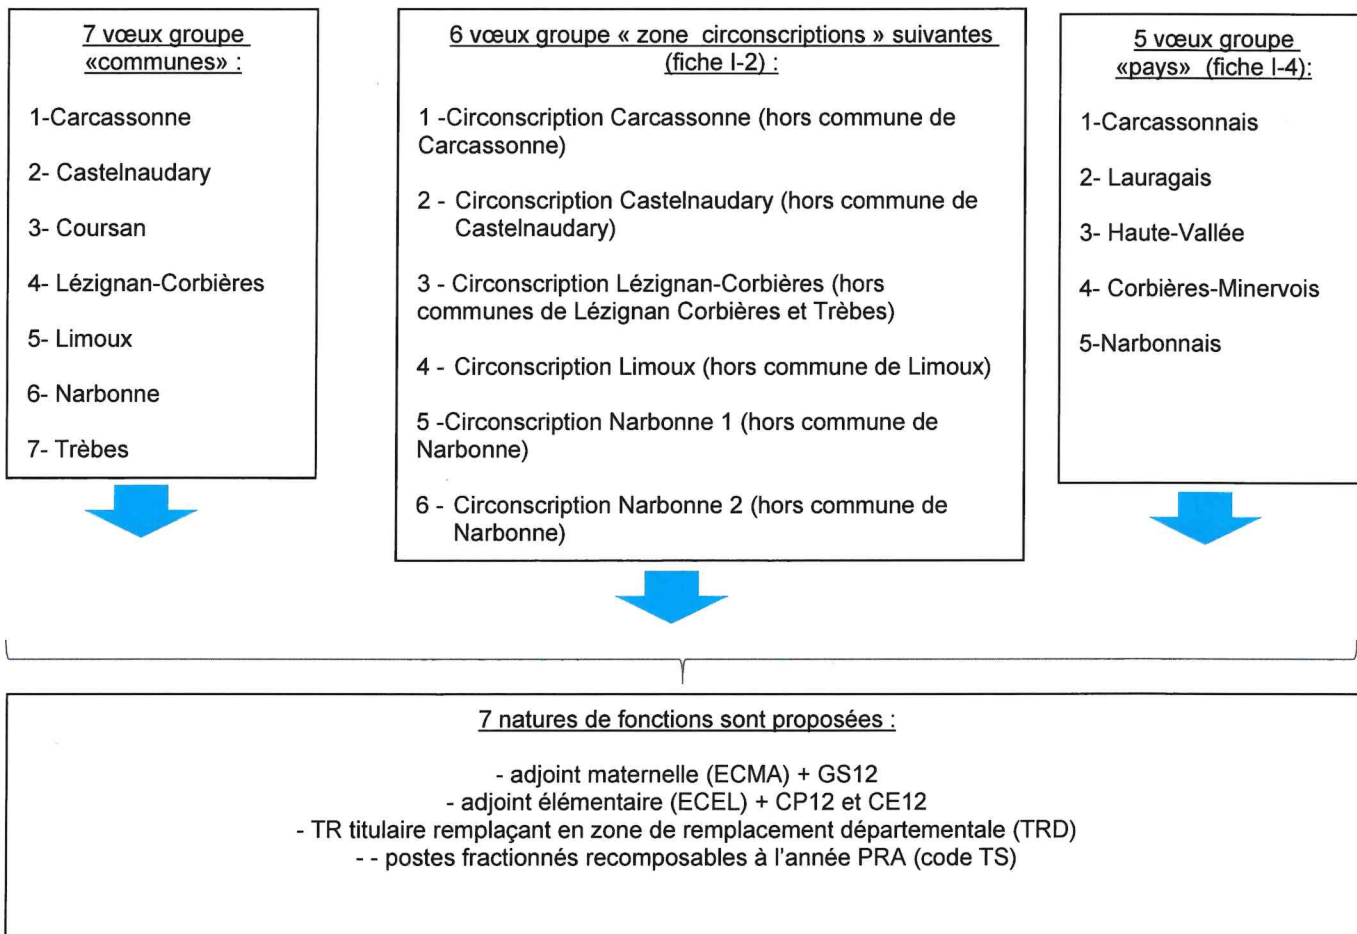 7 vœux groupe
«communes» :
1-Carcassonne
2- Castelnaudary
3- Coursan
4- Lézignan-Corbières
5- Limoux
6- Narbonne
7- Trèbes
6 vœux groupe « zone circonscriptions » suivantes
(fiche I-2) :
1 -Circonscription Carcassonne (hors commune de
Carcassonne)
2 - Circonscription Castelnaudary (hors commune de
Castelnaudary)
3 - Circonscription Lézignan-Corbières (hors
communes de Lézignan Corbières et Trèbes)
4 - Circonscription Limoux (hors commune de Limoux)
5 -Circonscription Narbonne 1 (hors commune de
Narbonne)
6 - Circonscription Narbonne 2 (hors commune de
Narbonne)
5 vœux groupe
«pays» (fiche I-4):
1-Carcassonnais
2- Lauragais
3- Haute-Vallée
4- Corbières-Minervois
5-Narbonnais
7 natures de fonctions sont proposées :
- adjoint maternelle (ECMA) + GS12
- adjoint élémentaire (ECEL) + CP12 et CE12
- TR titulaire remplaçant en zone de remplacement départementale (TRD)
- - postes fractionnés recomposables à l'année PRA (code TS)